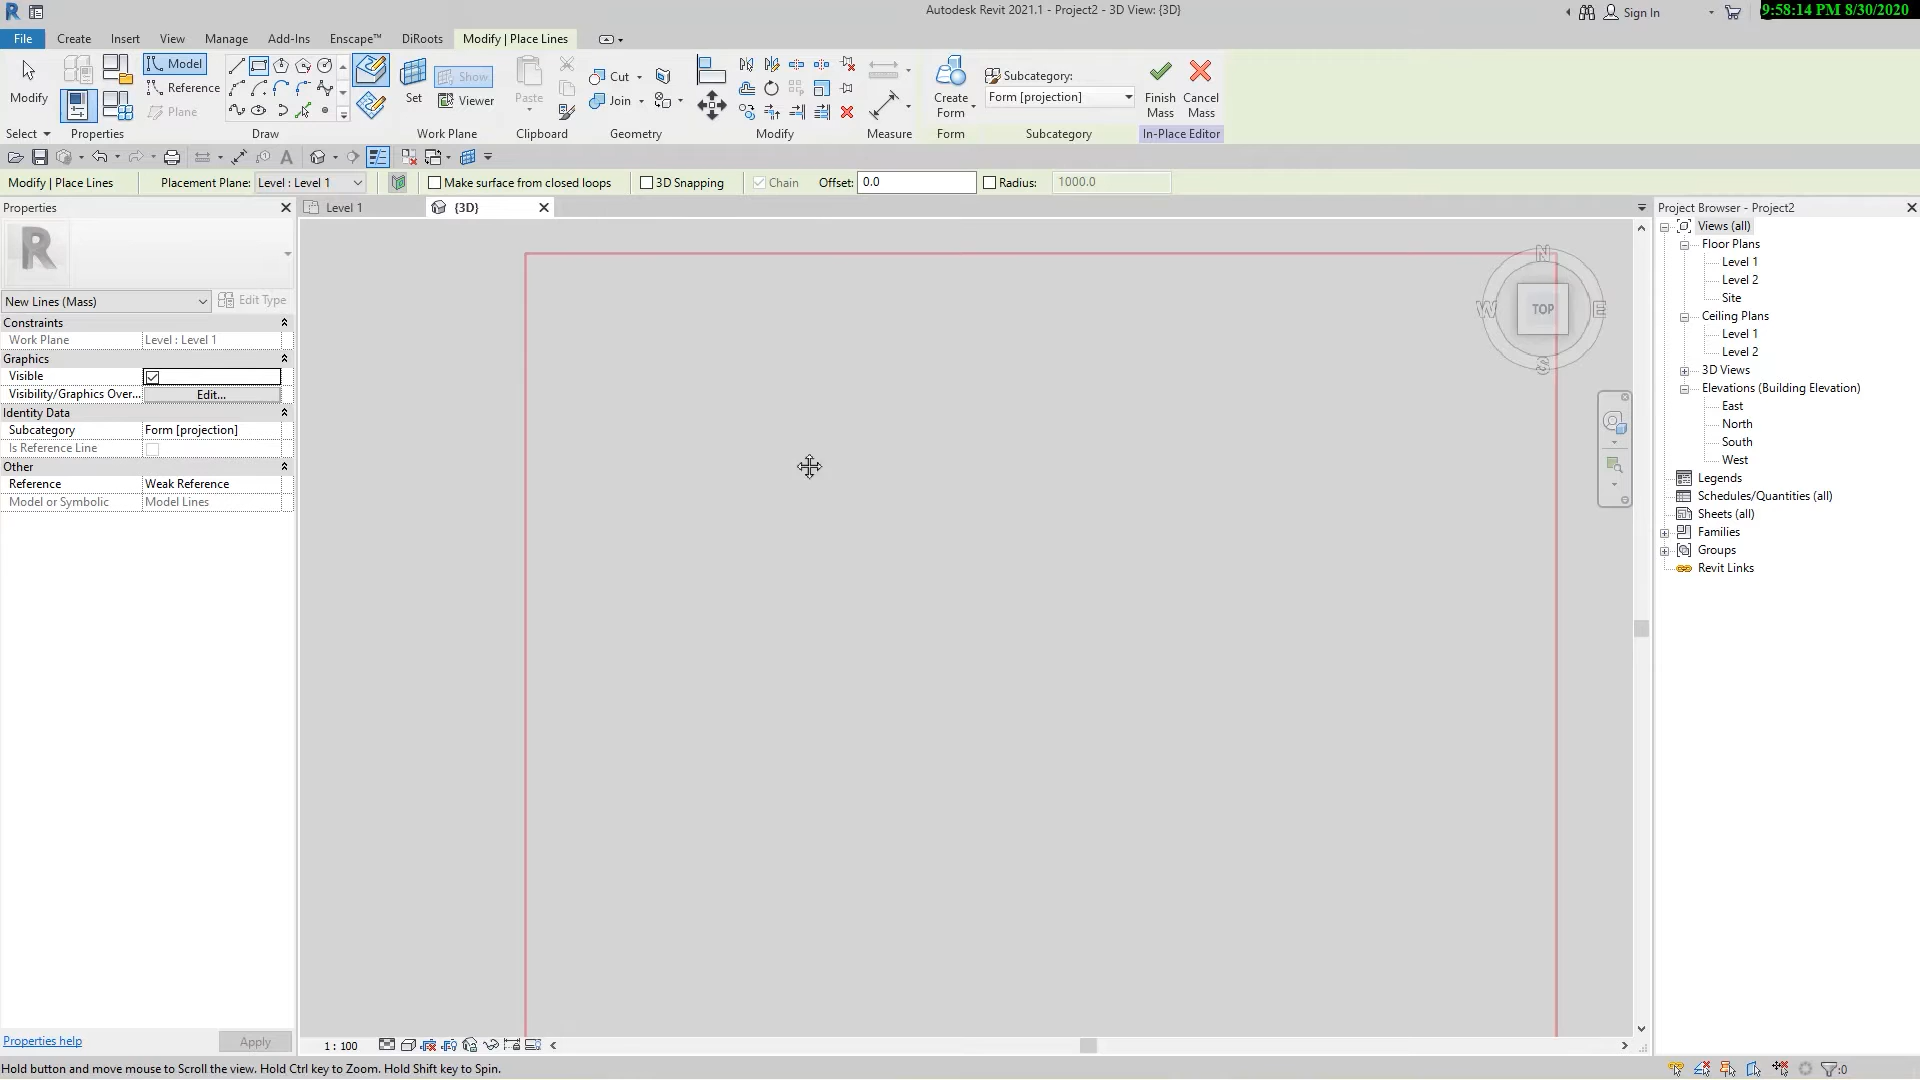 Autodesk Revit 2021.1 - Project2 - 3D View: {3D}
Sign In
9:58:14 PM 8/30/2020
File
Create
Insert
View
Manage
Add-Ins
Enscape™
DiRoots
Modify | Place Lines
Modify
Model
Reference
Plane
Set
Show
Viewer
Paste
Cut
Join
Create
Form
Subcategory:
Form [projection]
Finish
Mass
Cancel
Mass
Select
Properties
Draw
Work Plane
Clipboard
Geometry
Modify
Measure
Form
Subcategory
In-Place Editor
A
Modify | Place Lines
Placement Plane:
Level : Level 1
Make surface from closed loops
3D Snapping
Chain
Offset:
0.0
Radius:
1000.0
Properties
Level 1
{3D}
Project Browser - Project2
R
New Lines (Mass)
Edit Type
Constraints
Work Plane
Level : Level 1
Graphics
Visible
Visibility/Graphics Over...
Edit...
Identity Data
Subcategory
Form [projection]
Is Reference Line
Other
Reference
Weak Reference
Model or Symbolic
Model Lines
Properties help
Apply
N
W
TOP
E
S
Views (all)
Floor Plans
Level 1
Level 2
Site
Ceiling Plans
Level 1
Level 2
3D Views
Elevations (Building Elevation)
East
North
South
West
Legends
Schedules/Quantities (all)
Sheets (all)
Families
Groups
Revit Links
1 : 100
Hold button and move mouse to Scroll the view. Hold Ctrl key to Zoom. Hold Shift key to Spin.
:0